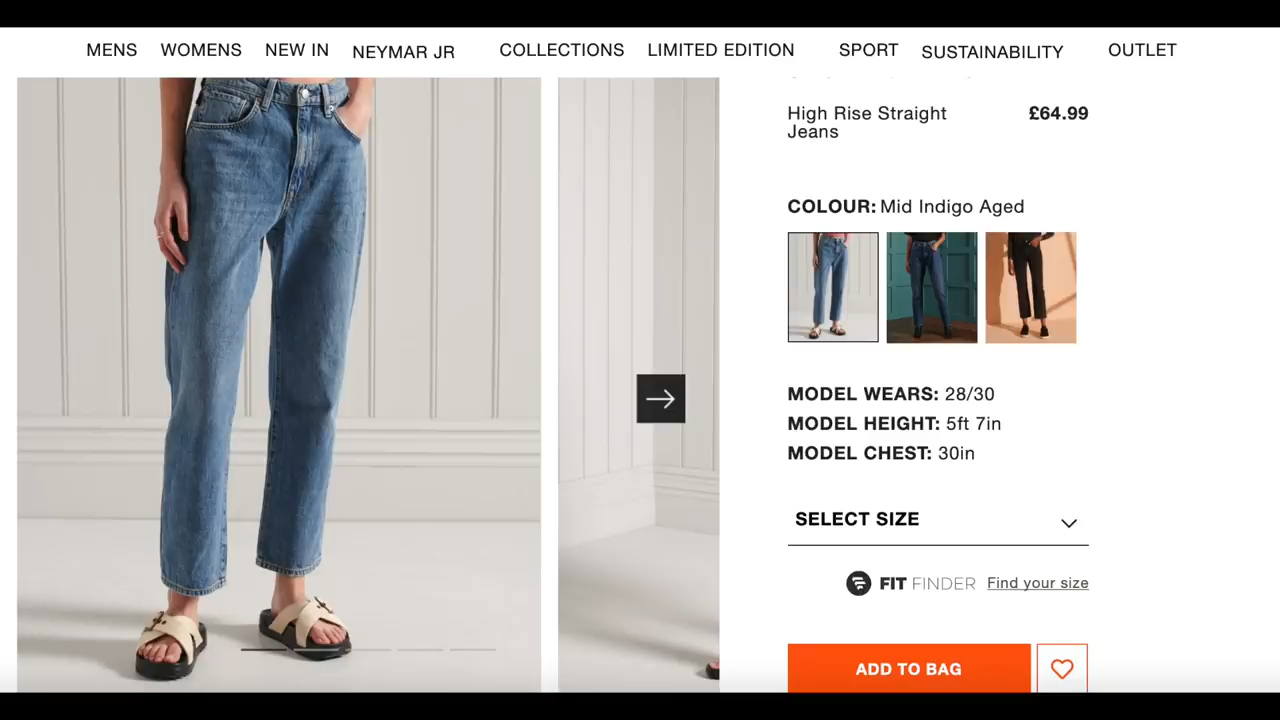 MENS WOMENS NEW IN NEYMAR JR COLLECTIONS LIMITED EDITION SPORT SUSTAINABILITY OUTLET
High Rise Straight £64.99
Jeans
COLOUR: Mid Indigo Aged
MODEL WEARS: 28/30
MODEL HEIGHT: 5ft 7in
MODEL CHEST: 30in
SELECT SIZE
FIT FINDER Find your size
ADD TO BAG